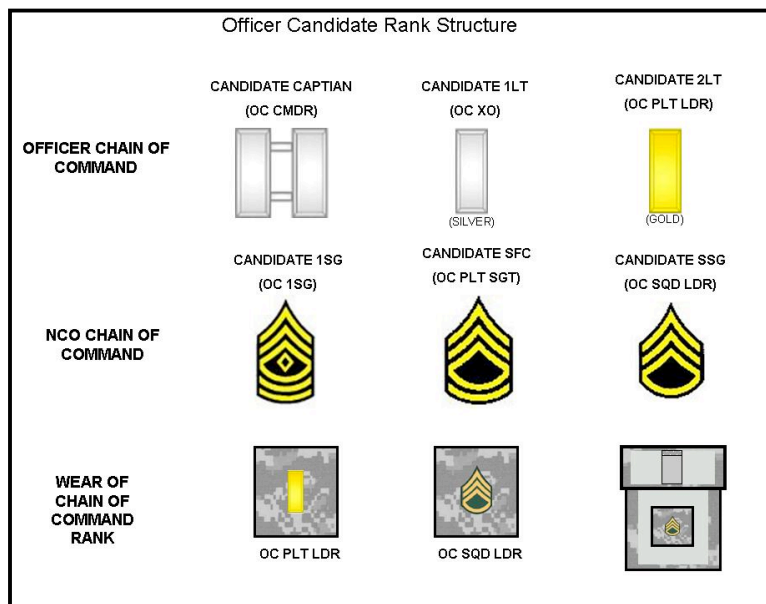 Officer Candidate Rank Structure
CANDIDATE CAPTIAN
(OC CMDR)
CANDIDATE 1LT
(OC XO)
CANDIDATE 2LT
(OC PLT LDR)
OFFICER CHAIN OF
COMMAND
(SILVER)
(GOLD)
CANDIDATE 1SG
(OC 1SG)
CANDIDATE SFC
(OC PLT SGT)
CANDIDATE SSG
(OC SQD LDR)
NCO CHAIN OF
COMMAND
WEAR OF
CHAIN OF
COMMAND
RANK
OC PLT LDR
OC SQD LDR